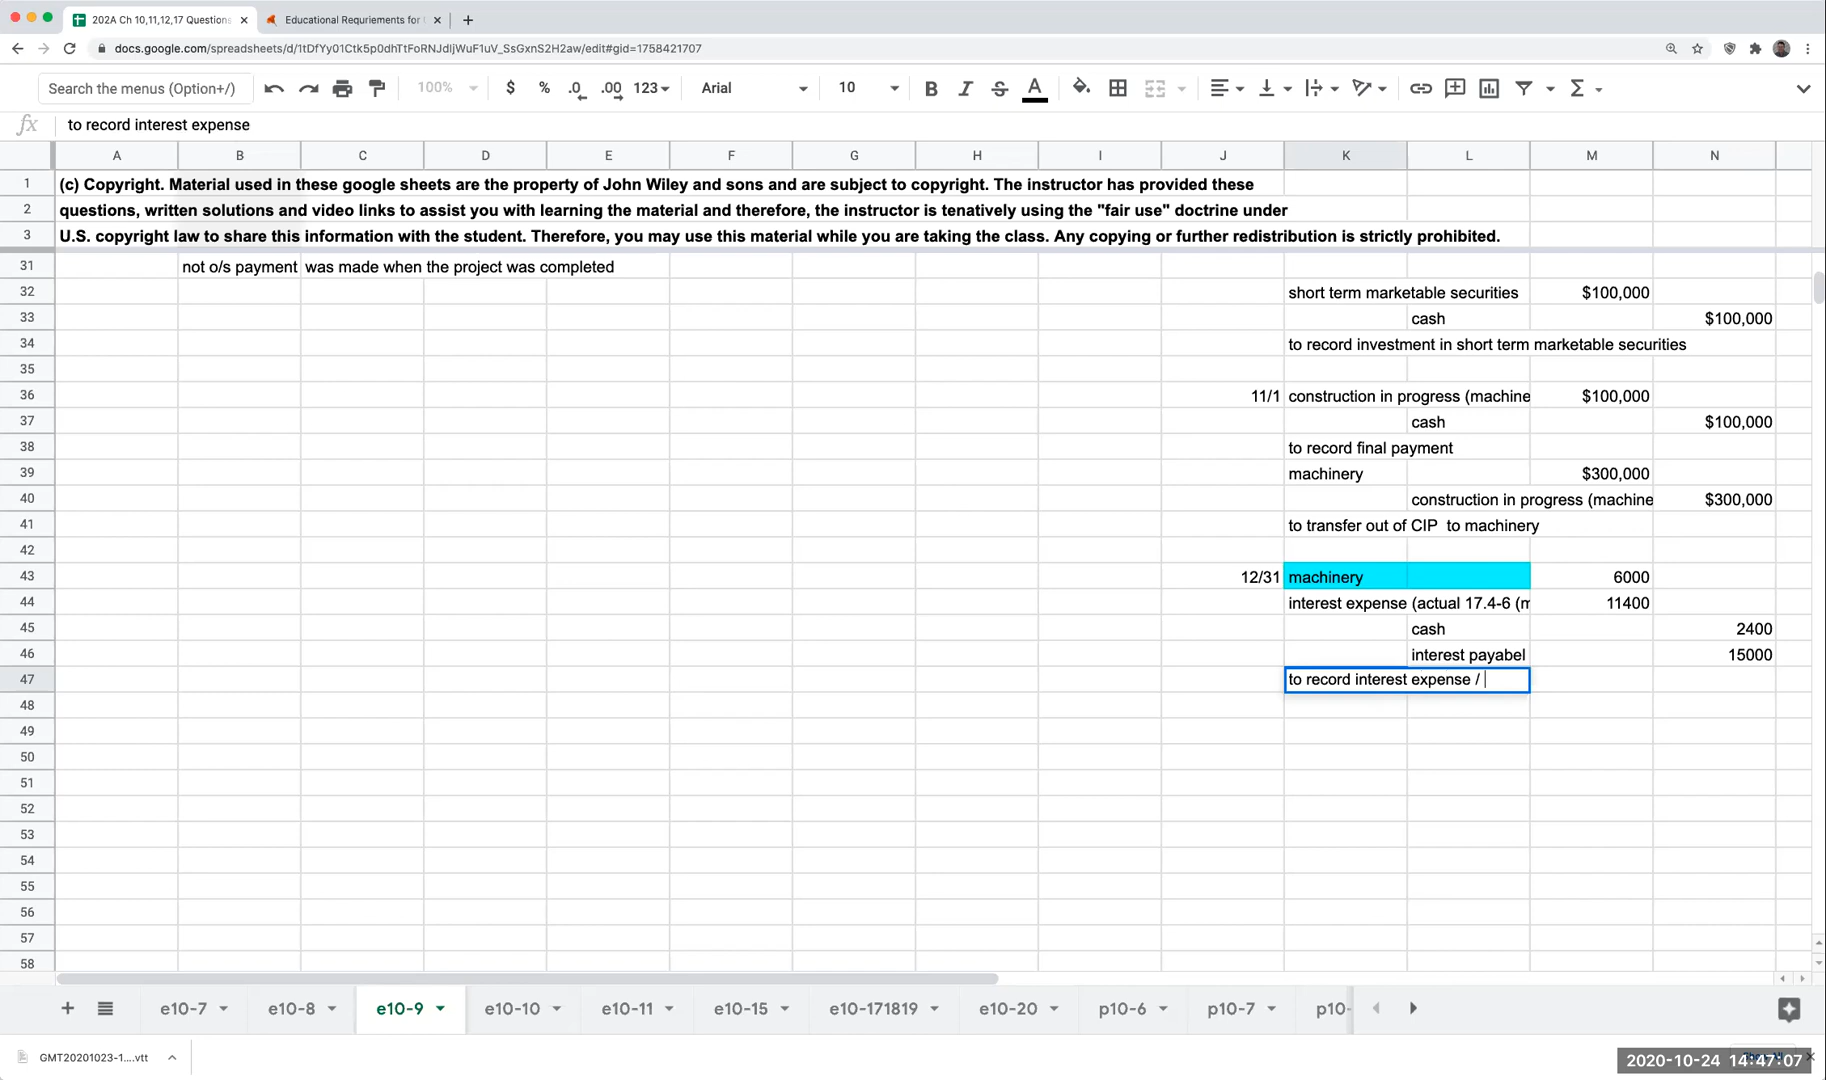 202A Ch 10,11,12,17 Questions
Educational Requriements for
docs.google.com/spreadsheets/d/1tDfYy01Ctk5p0dhTtFoRNJdIjWuF1uV_SsGxnS2H2aw/edit#gid=1758421707
Search the menus (Option+/) 100% $ % .0 .00 123 Arial 10 B I S A Σ
fx to record interest expense
A B C D E F G H I J K L M N
1 (c) Copyright. Material used in these google sheets are the property of John Wiley and sons and are subject to copyright. The instructor has provided these
2 questions, written solutions and video links to assist you with learning the material and therefore, the instructor is tenatively using the "fair use" doctrine under
3 U.S. copyright law to share this information with the student. Therefore, you may use this material while you are taking the class. Any copying or further redistribution is strictly prohibited.
31 not o/s payment was made when the project was completed
32 short term marketable securities $100,000
33 cash $100,000
34 to record investment in short term marketable securities
35
36 11/1 construction in progress (machine $100,000
37 cash $100,000
38 to record final payment
39 machinery $300,000
40 construction in progress (machine $300,000
41 to transfer out of CIP to machinery
42
43 12/31 machinery 6000
44 interest expense (actual 17.4-6 (m 11400
45 cash 2400
46 interest payabel 15000
47 to record interest expense /
48
49
50
51
52
53
54
55
56
57
58
e10-7 e10-8 e10-9 e10-10 e10-11 e10-15 e10-171819 e10-20 p10-6 p10-7 p10-
GMT20201023-1....vtt
2020-10-24 14:47:07